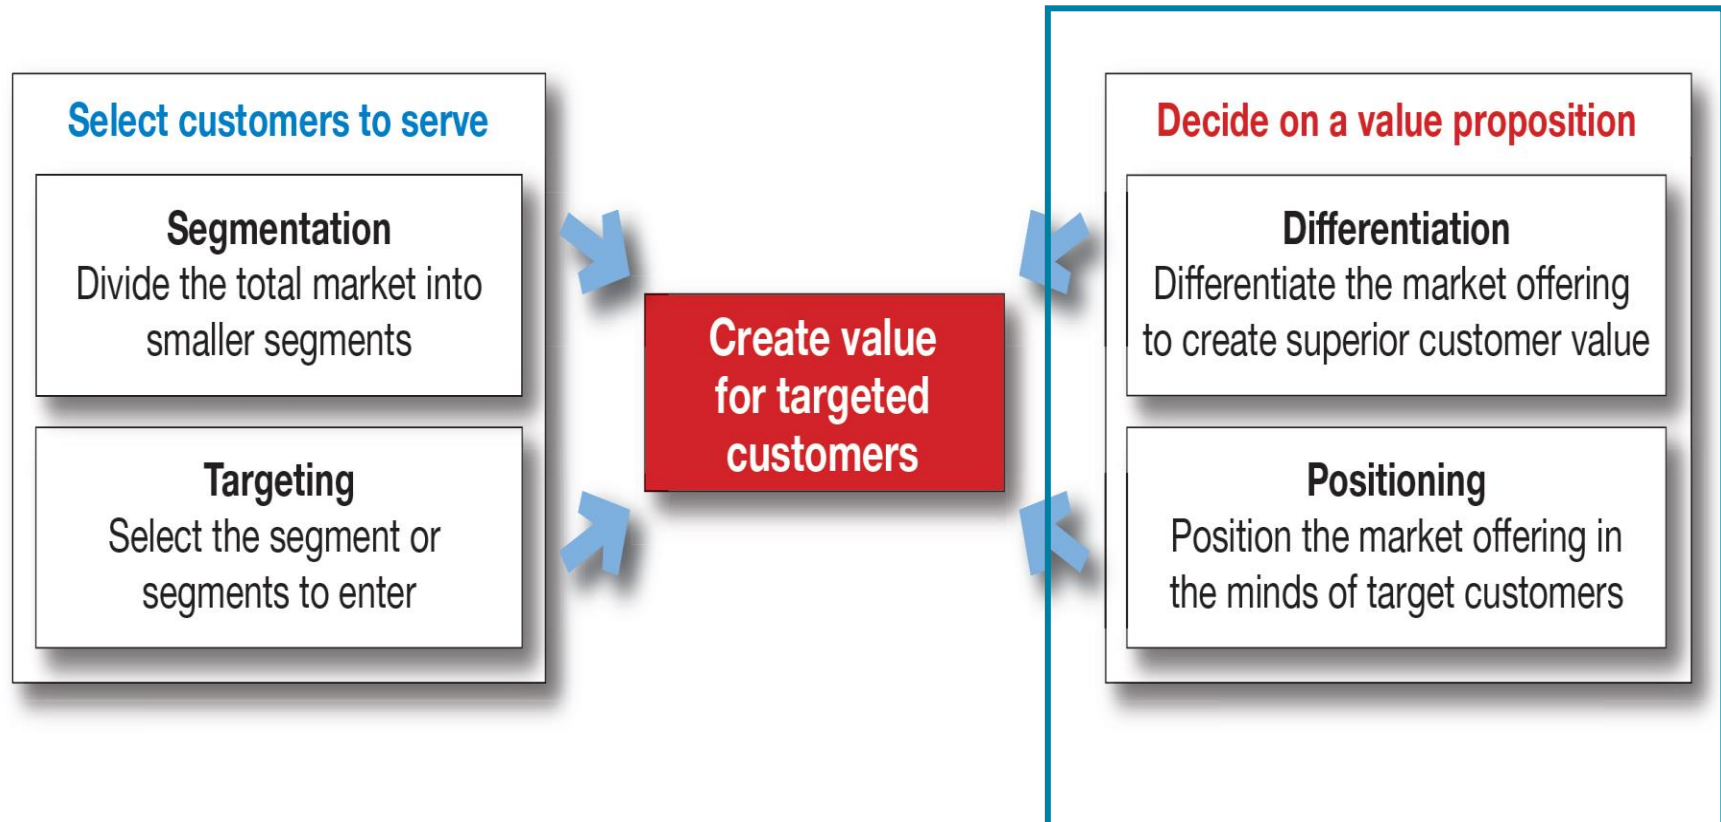 Select customers to serve
Segmentation
Divide the total market into
smaller segments
Targeting
Select the segment or
segments to enter
Create value
for targeted
customers
Decide on a value proposition
Differentiation
Differentiate the market offering
to create superior customer value
Positioning
Position the market offering in
the minds of target customers